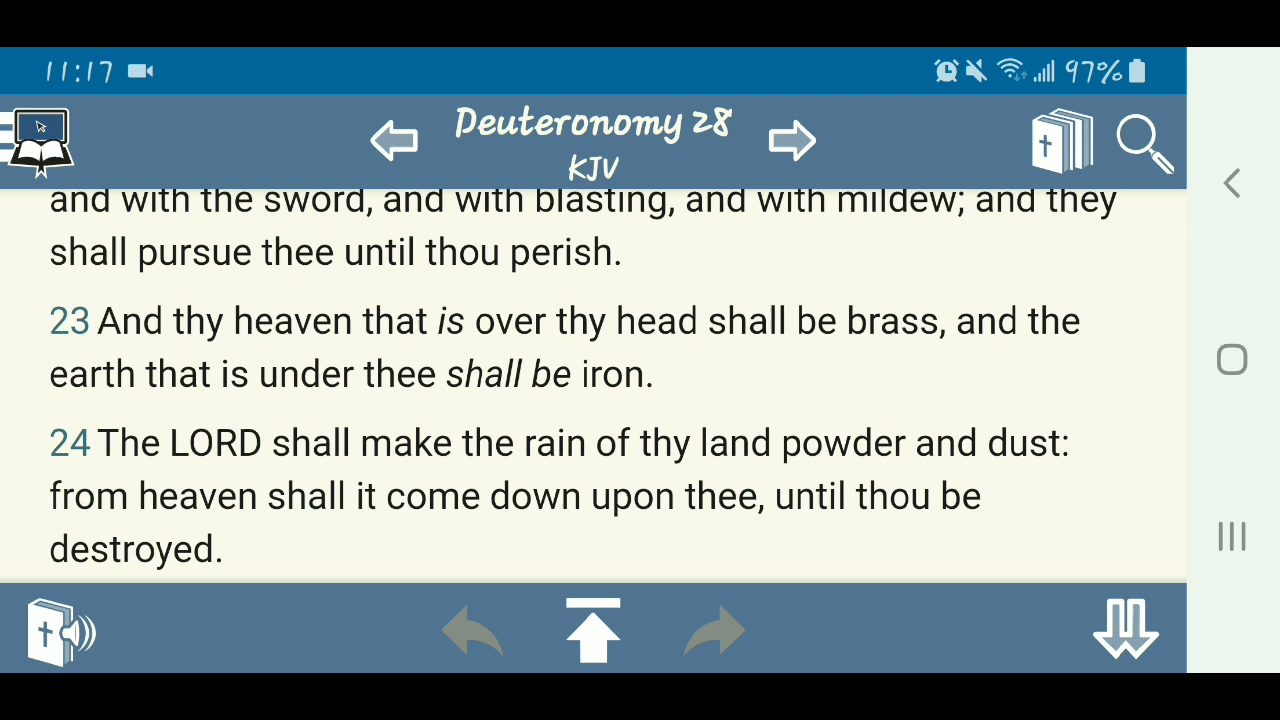 11:17
97%
Deuteronomy 28
KJV
and with the sword, and with blasting, and with mildew; and they
shall pursue thee until thou perish.
23 And thy heaven that is over thy head shall be brass, and the
earth that is under thee shall be iron.
24 The LORD shall make the rain of thy land powder and dust:
from heaven shall it come down upon thee, until thou be
destroyed.